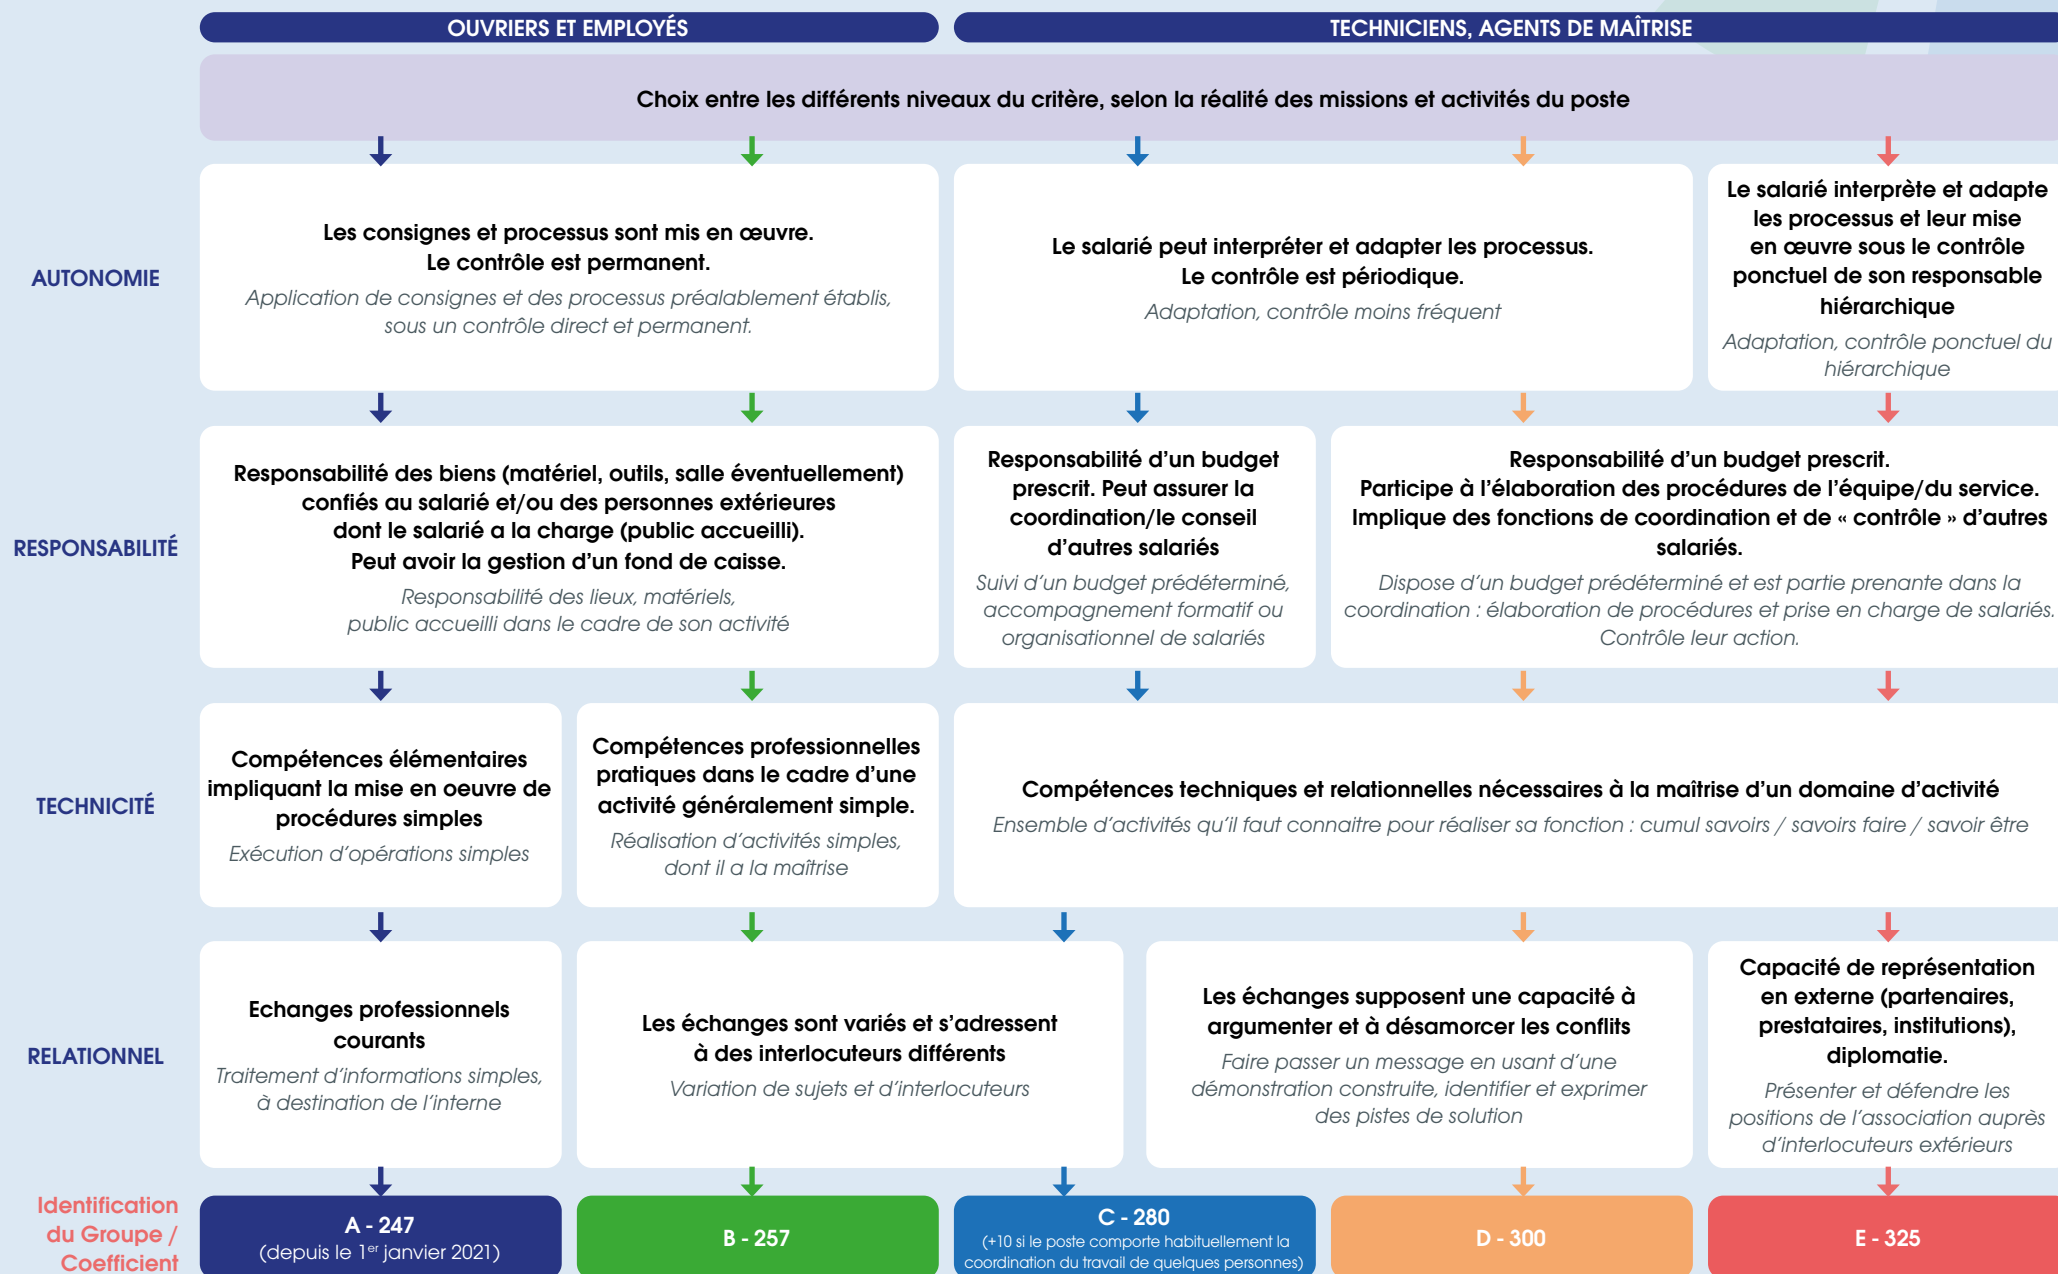 OUVRIERS ET EMPLOYÉS
TECHNICIENS, AGENTS DE MAÎTRISE
Choix entre les différents niveaux du critère, selon la réalité des missions et activités du poste
AUTONOMIE
Les consignes et processus sont mis en œuvre.
Le contrôle est permanent.
Application de consignes et des processus préalablement établis,
sous un contrôle direct et permanent.
Le salarié peut interpréter et adapter les processus.
Le contrôle est périodique.
Adaptation, contrôle moins fréquent
Le salarié interprète et adapte
les processus et leur mise
en œuvre sous le contrôle
ponctuel de son responsable
hiérarchique
Adaptation, contrôle ponctuel du
hiérarchique
RESPONSABILITÉ
Responsabilité des biens (matériel, outils, salle éventuellement)
confiés au salarié et/ou des personnes extérieures
dont le salarié a la charge (public accueilli).
Peut avoir la gestion d'un fond de caisse.
Responsabilité des lieux, matériels,
public accueilli dans le cadre de son activité
Responsabilité d'un budget
prescrit. Peut assurer la
coordination/le conseil
d'autres salariés
Suivi d'un budget prédéterminé,
accompagnement formatif ou
organisationnel de salariés
Responsabilité d'un budget prescrit.
Participe à l'élaboration des procédures de l'équipe/du service.
Implique des fonctions de coordination et de « contrôle » d'autres
salariés.
Dispose d'un budget prédéterminé et est partie prenante dans la
coordination : élaboration de procédures et prise en charge de salariés.
Contrôle leur action.
TECHNICITÉ
Compétences élémentaires
impliquant la mise en oeuvre de
procédures simples
Exécution d'opérations simples
Compétences professionnelles
pratiques dans le cadre d'une
activité généralement simple.
Réalisation d'activités simples,
dont il a la maîtrise
Compétences techniques et relationnelles nécessaires à la maîtrise d'un domaine d'activité
Ensemble d'activités qu'il faut connaitre pour réaliser sa fonction : cumul savoirs / savoirs faire / savoir être
RELATIONNEL
Echanges professionnels
courants
Traitement d'informations simples,
à destination de l'interne
Les échanges sont variés et s'adressent
à des interlocuteurs différents
Variation de sujets et d'interlocuteurs
Les échanges supposent une capacité à
argumenter et à désamorcer les conflits
Faire passer un message en usant d'une
démonstration construite, identifier et exprimer
des pistes de solution
Capacité de représentation
en externe (partenaires,
prestataires, institutions),
diplomatie.
Présenter et défendre les
positions de l'association auprès
d'interlocuteurs extérieurs
Identification
du Groupe /
Coefficient
A - 247
(depuis le 1er janvier 2021)
B - 257
C - 280
(+10 si le poste comporte habituellement la
coordination du travail de quelques personnes)
D - 300
E - 325